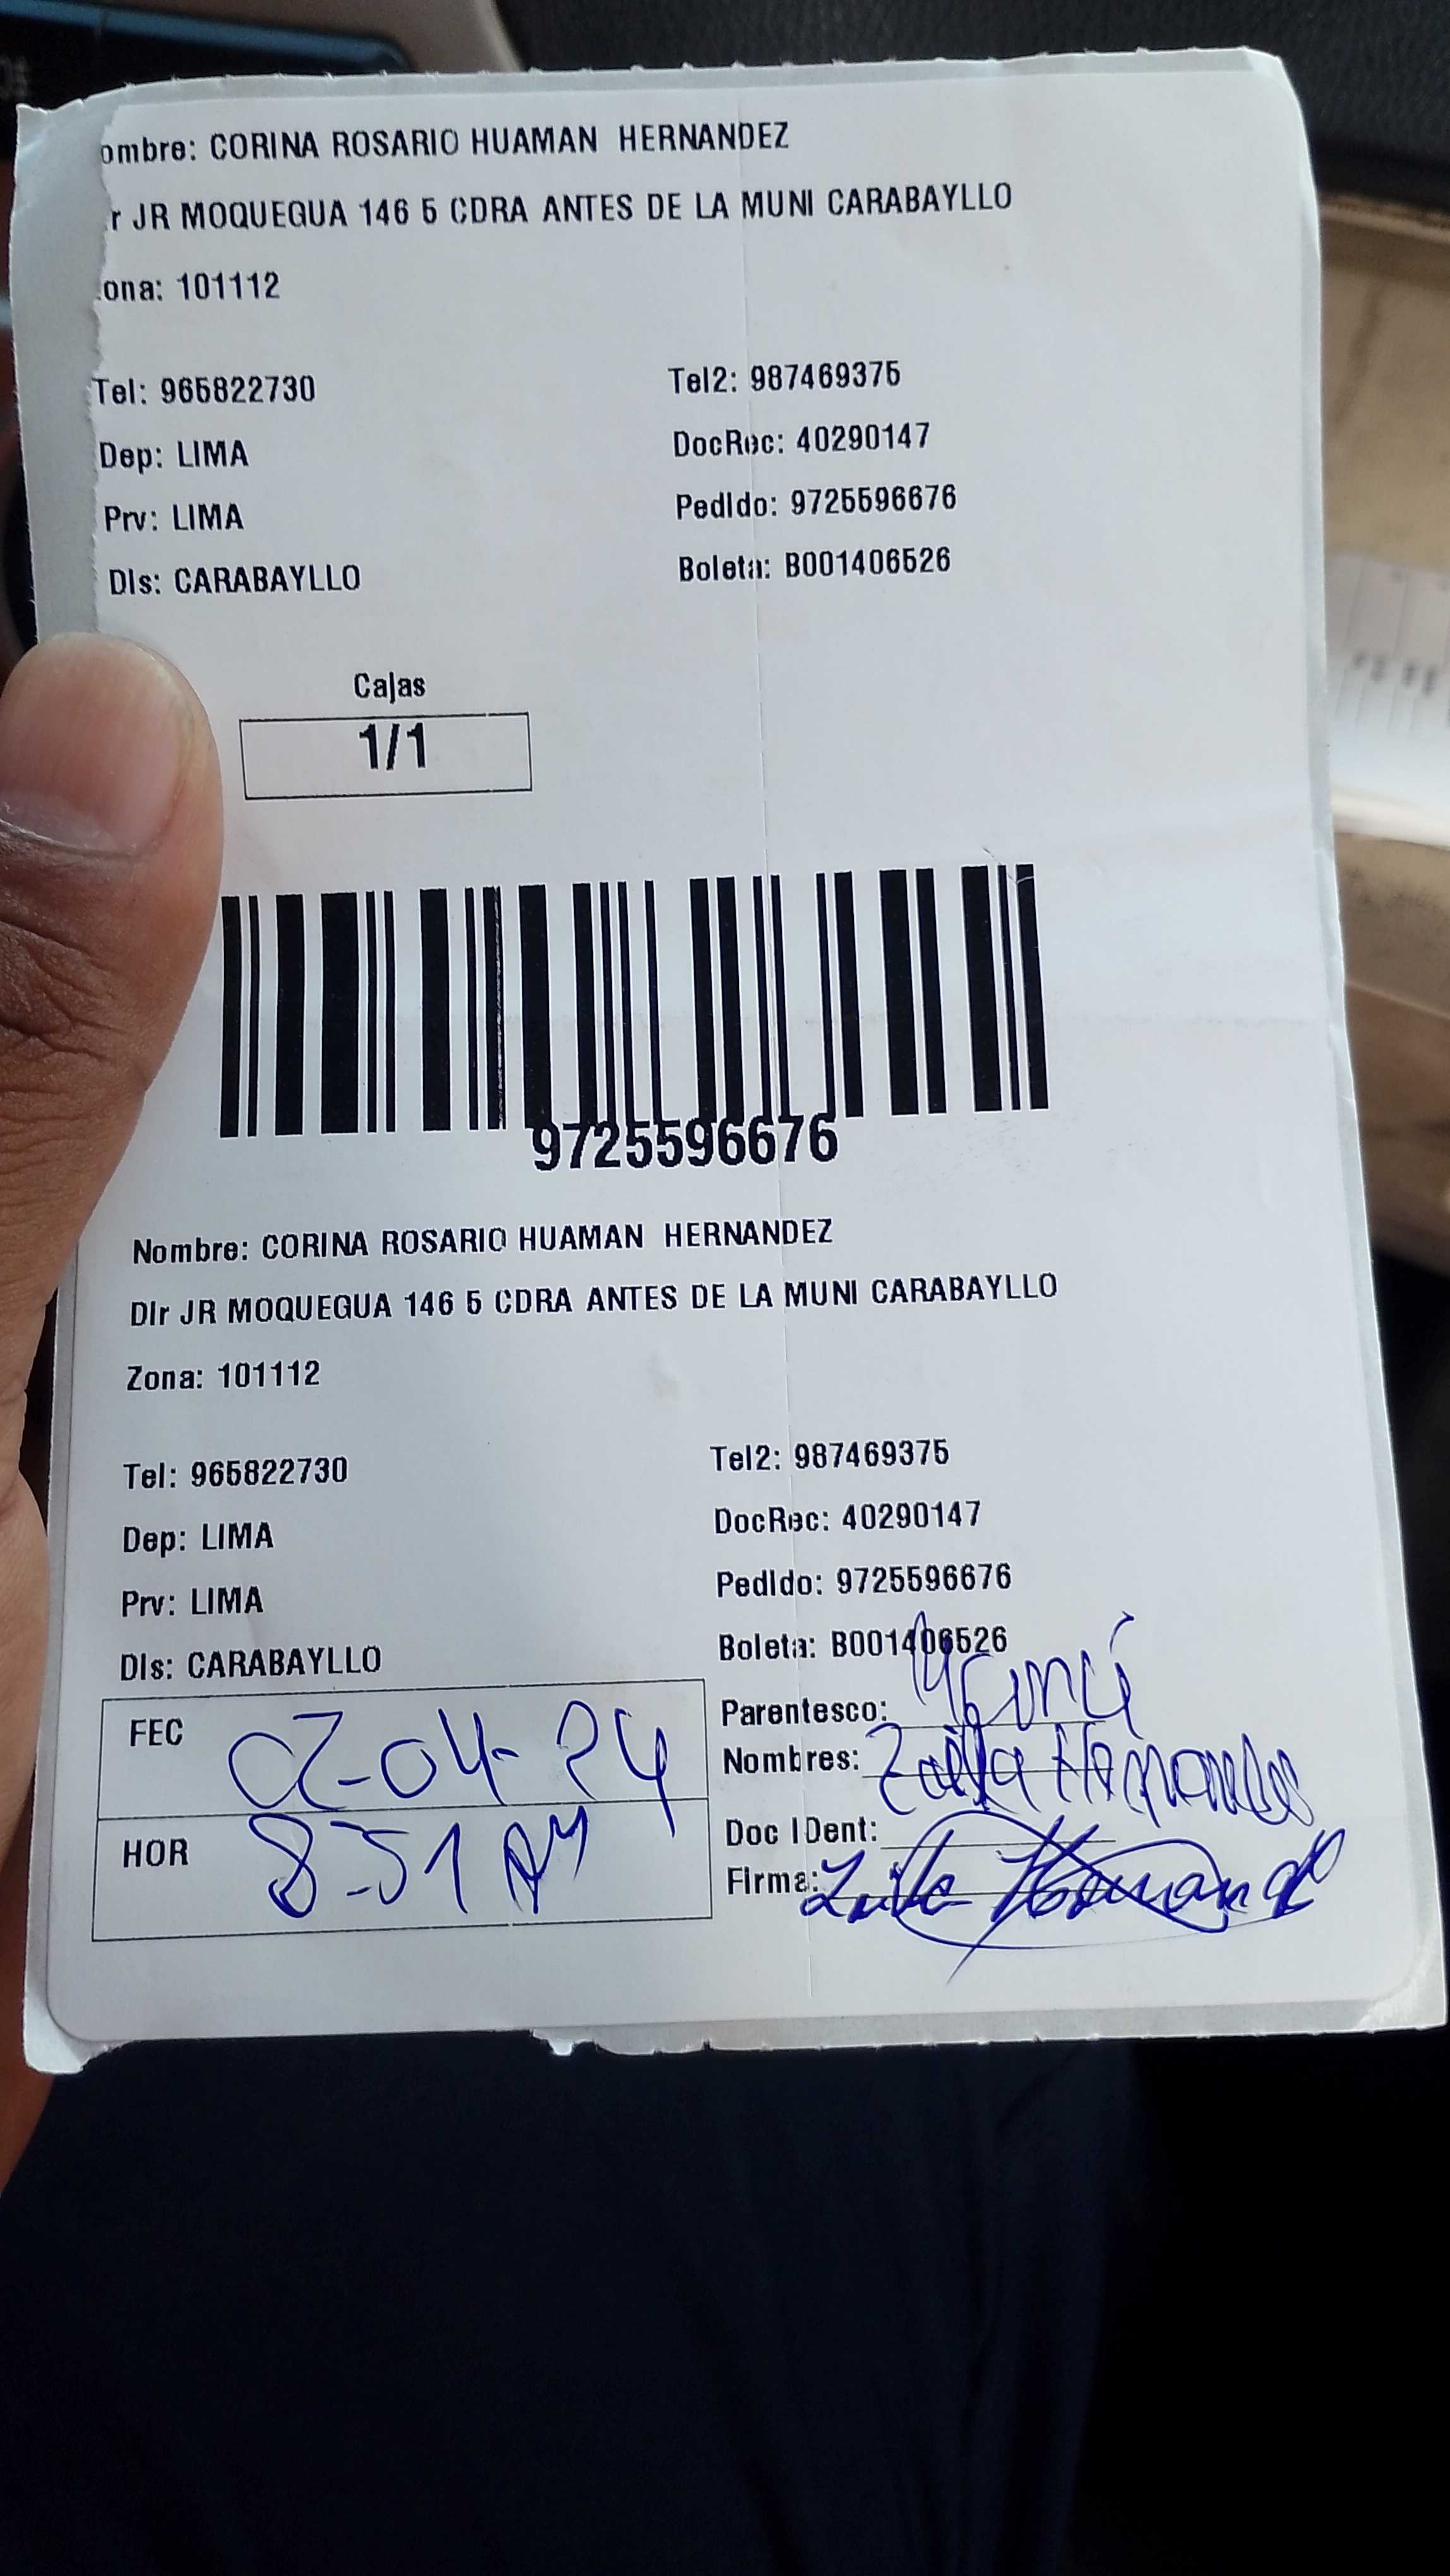 ombre: CORINA ROSARIO HUAMAN HERNANDEZ
r JR MOQUEGUA 146 5 CDRA ANTES DE LA MUNI CARABAYLLO
ona: 101112
Tel: 965822730 Tel2: 987469375
Dep: LIMA DocRec: 40290147
Prv: LIMA PedIdo: 9725596676
DIs: CARABAYLLO Boleta: B001406526
Cajas
1/1
9725596676
Nombre: CORINA ROSARIO HUAMAN HERNANDEZ
DIr JR MOQUEGUA 146 5 CDRA ANTES DE LA MUNI CARABAYLLO
Zona: 101112
Tel: 965822730 Tel2: 987469375
Dep: LIMA DocRec: 40290147
Prv: LIMA PedIdo: 9725596676
DIs: CARABAYLLO Boleta: B001406526
FEC 02-04-24
HOR 8-51 AM
Parentesco:
Nombres:
Doc IDent:
Firma: